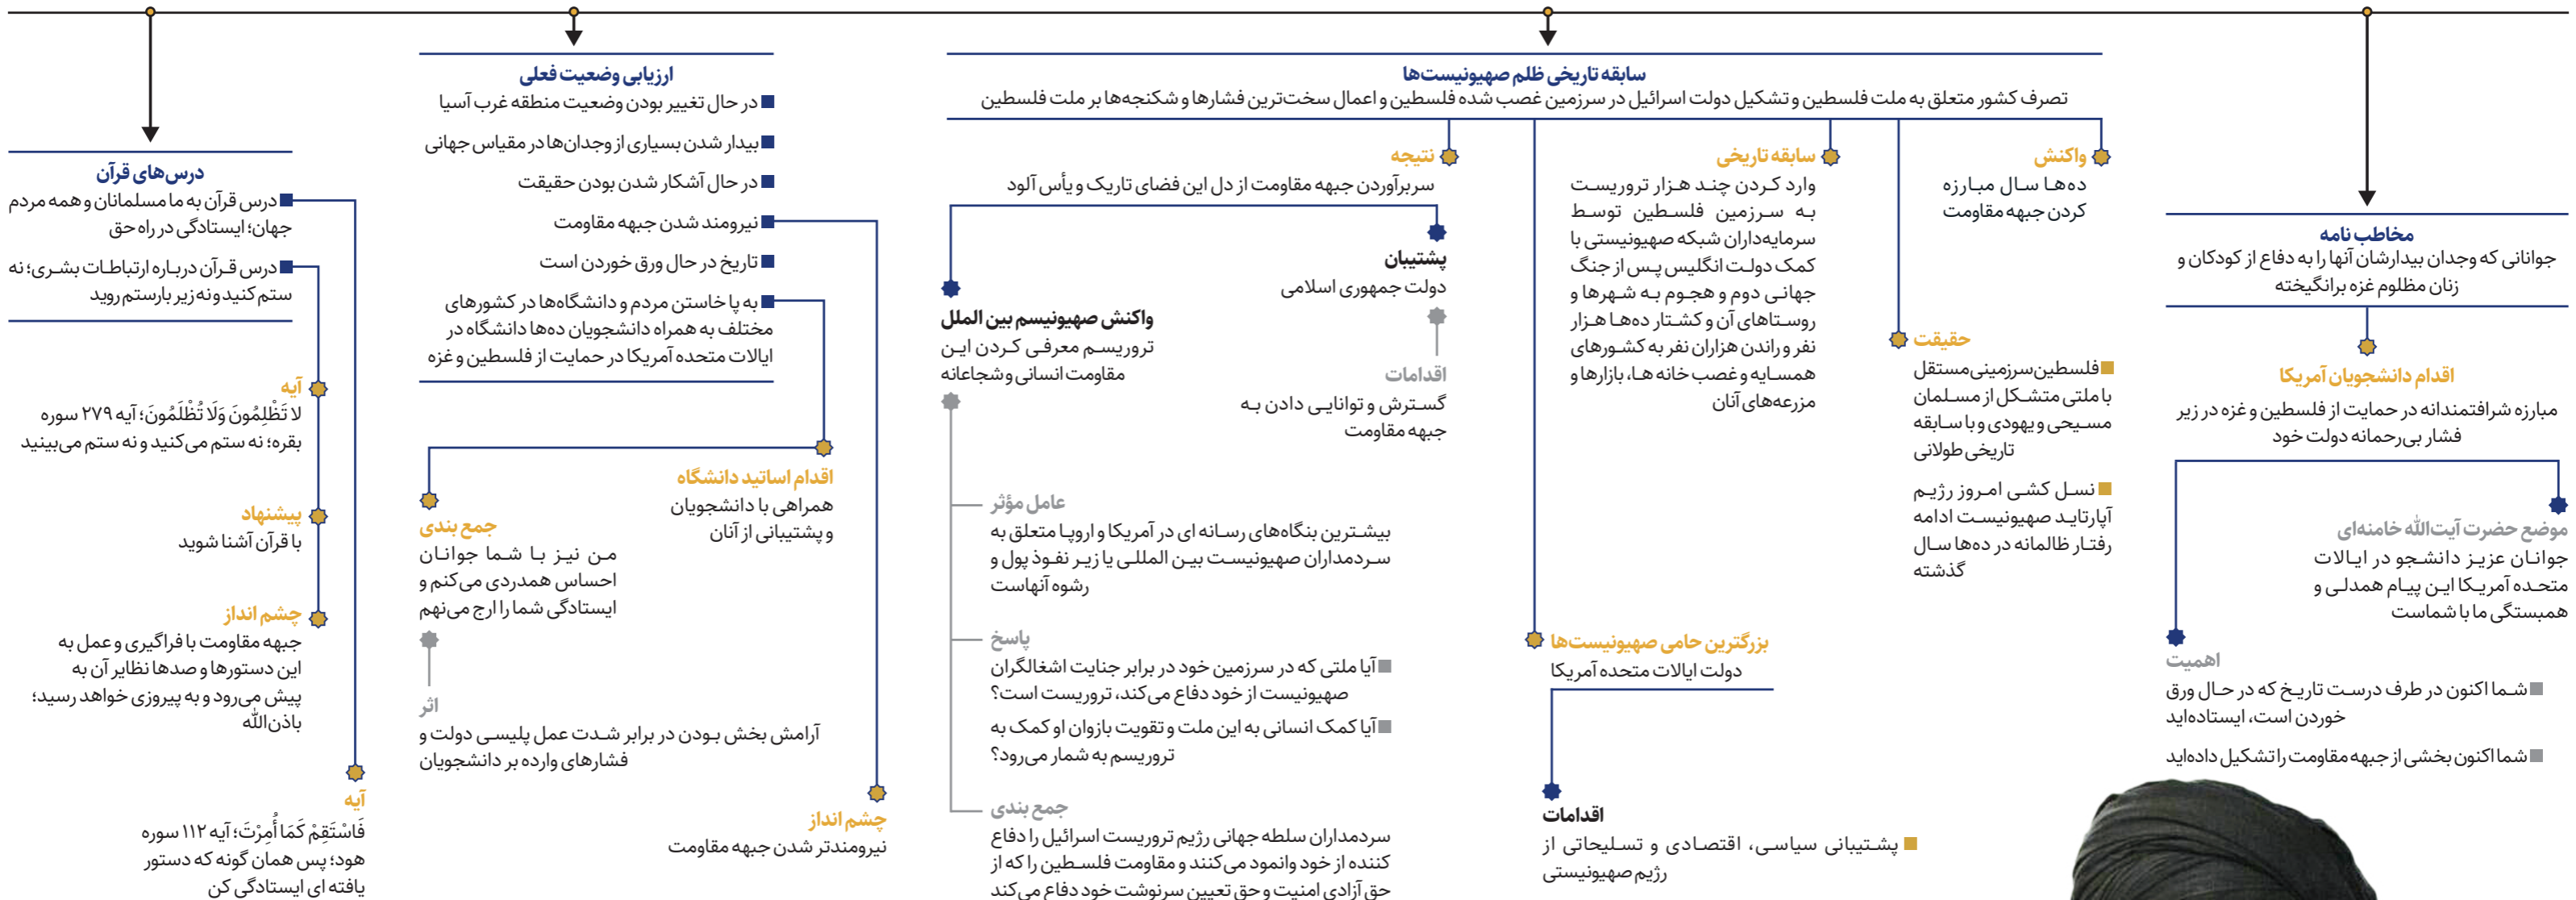 مخاطب نامه
جوانانی که وجدان بیدارشان آنها را به دفاع از کودکان و
زنان مظلوم غزه برانگیخته
اقدام دانشجویان آمریکا
مبارزه شرافتمندانه در حمایت از فلسطین و غزه در زیر
فشار بی‌رحمانه دولت خود
موضع حضرت آیت‌الله خامنه‌ای
جوانان عزیز دانشجو در ایالات
متحده آمریکا این پیام همدلی و
همبستگی ما با شماست
اهمیت
شما اکنون در طرف درست تاریخ که در حال ورق
خوردن است، ایستاده‌اید
شما اکنون بخشی از جبهه مقاومت را تشکیل داده‌اید
سابقه تاریخی ظلم صهیونیست‌ها
تصرف کشور متعلق به ملت فلسطین و تشکیل دولت اسرائیل در سرزمین غصب شده فلسطین و اعمال سخت‌ترین فشارها و شکنجه‌ها بر ملت فلسطین
واکنش
ده‌ها سال مبارزه
کردن جبهه مقاومت
حقیقت
فلسطین سرزمینی مستقل
با ملتی متشکل از مسلمان
مسیحی و یهودی و با سابقه
تاریخی طولانی
نسل کشی امروز رژیم
آپارتاید صهیونیست ادامه
رفتار ظالمانه در ده‌ها سال
گذشته
سابقه تاریخی
وارد کردن چند هزار تروریست
به سرزمین فلسطین توسط
سرمایه‌داران شبکه صهیونیستی با
کمک دولت انگلیس پس از جنگ
جهانی دوم و هجوم به شهرها و
روستاهای آن و کشتار ده‌ها هزار
نفر و راندن هزاران نفر به کشورهای
همسایه و غصب خانه ها، بازارها و
مزرعه‌های آنان
بزرگترین حامی صهیونیست‌ها
دولت ایالات متحده آمریکا
اقدامات
پشتیبانی سیاسی، اقتصادی و تسلیحاتی از
رژیم صهیونیستی
نتیجه
سربرآوردن جبهه مقاومت از دل این فضای تاریک و یأس آلود
پشتیبان
دولت جمهوری اسلامی
اقدامات
گسترش و توانایی دادن به
جبهه مقاومت
واکنش صهیونیسم بین الملل
تروریسم معرفی کردن این
مقاومت انسانی و شجاعانه
عامل مؤثر
بیشترین بنگاه‌های رسانه ای در آمریکا و اروپا متعلق به
سردمداران صهیونیست بین المللی یا زیر نفوذ پول و
رشوه آنهاست
پاسخ
آیا ملتی که در سرزمین خود در برابر جنایت اشغالگران
صهیونیست از خود دفاع می‌کند، تروریست است؟
آیا کمک انسانی به این ملت و تقویت بازوان او کمک به
تروریسم به شمار می‌رود؟
جمع بندی
سردمداران سلطه جهانی رژیم تروریست اسرائیل را دفاع
کننده از خود وانمود می‌کنند و مقاومت فلسطین را که از
حق آزادی امنیت و حق تعیین سرنوشت خود دفاع می‌کند
ارزیابی وضعیت فعلی
در حال تغییر بودن وضعیت منطقه غرب آسیا
بیدار شدن بسیاری از وجدان‌ها در مقیاس جهانی
در حال آشکار شدن بودن حقیقت
نیرومند شدن جبهه مقاومت
تاریخ در حال ورق خوردن است
به پا خاستن مردم و دانشگاه‌ها در کشورهای
مختلف به همراه دانشجویان ده‌ها دانشگاه در
ایالات متحده آمریکا در حمایت از فلسطین و غزه
اقدام اساتید دانشگاه
همراهی با دانشجویان
و پشتیبانی از آنان
جمع بندی
من نیز با شما جوانان
احساس همدردی می‌کنم و
ایستادگی شما را ارج می‌نهم
اثر
آرامش بخش بودن در برابر شدت عمل پلیسی دولت و
فشارهای وارده بر دانشجویان
چشم انداز
نیرومندتر شدن جبهه مقاومت
درس‌های قرآن
درس قرآن به ما مسلمانان و همه مردم
جهان؛ ایستادگی در راه حق
درس قرآن درباره ارتباطات بشری؛ نه
ستم کنید و نه زیر بار ستم روید
آیه
لا تَظْلِمُونَ وَلَا تُظْلَمُونَ؛ آیه ۲۷۹ سوره
بقره؛ نه ستم می‌کنید و نه ستم می‌بینید
پیشنهاد
با قرآن آشنا شوید
چشم انداز
جبهه مقاومت با فراگیری و عمل به
این دستورها و صدها نظایر آن به
پیش می‌رود و به پیروزی خواهد رسید؛
باذن‌الله
آیه
فَاسْتَقِمْ كَمَا أُمِرْتَ؛ آیه ۱۱۲ سوره
هود؛ پس همان گونه که دستور
یافته ای ایستادگی کن